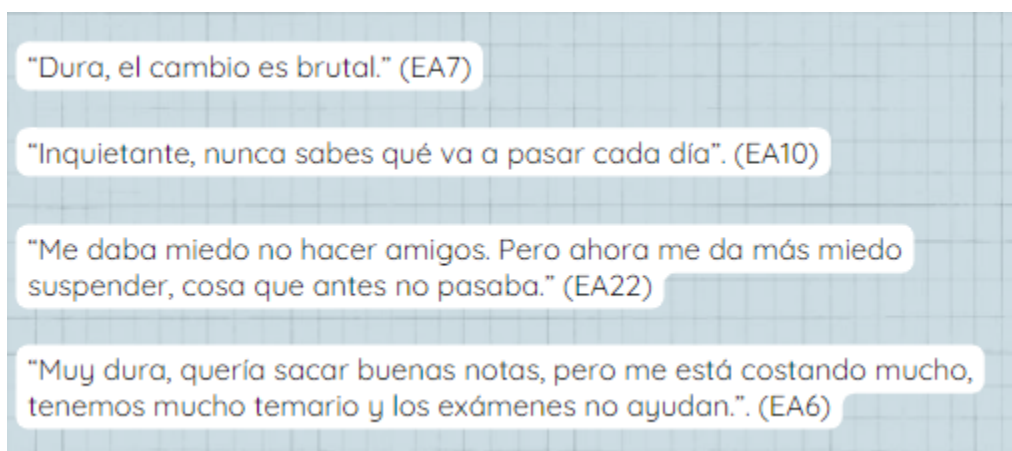 “Dura, el cambio es brutal.” (EA7)
“Inquietante, nunca sabes qué va a pasar cada día”. (EA10)
“Me daba miedo no hacer amigos. Pero ahora me da más miedo
suspender, cosa que antes no pasaba.” (EA22)
“Muy dura, quería sacar buenas notas, pero me está costando mucho,
tenemos mucho temario y los exámenes no ayudan.”. (EA6)